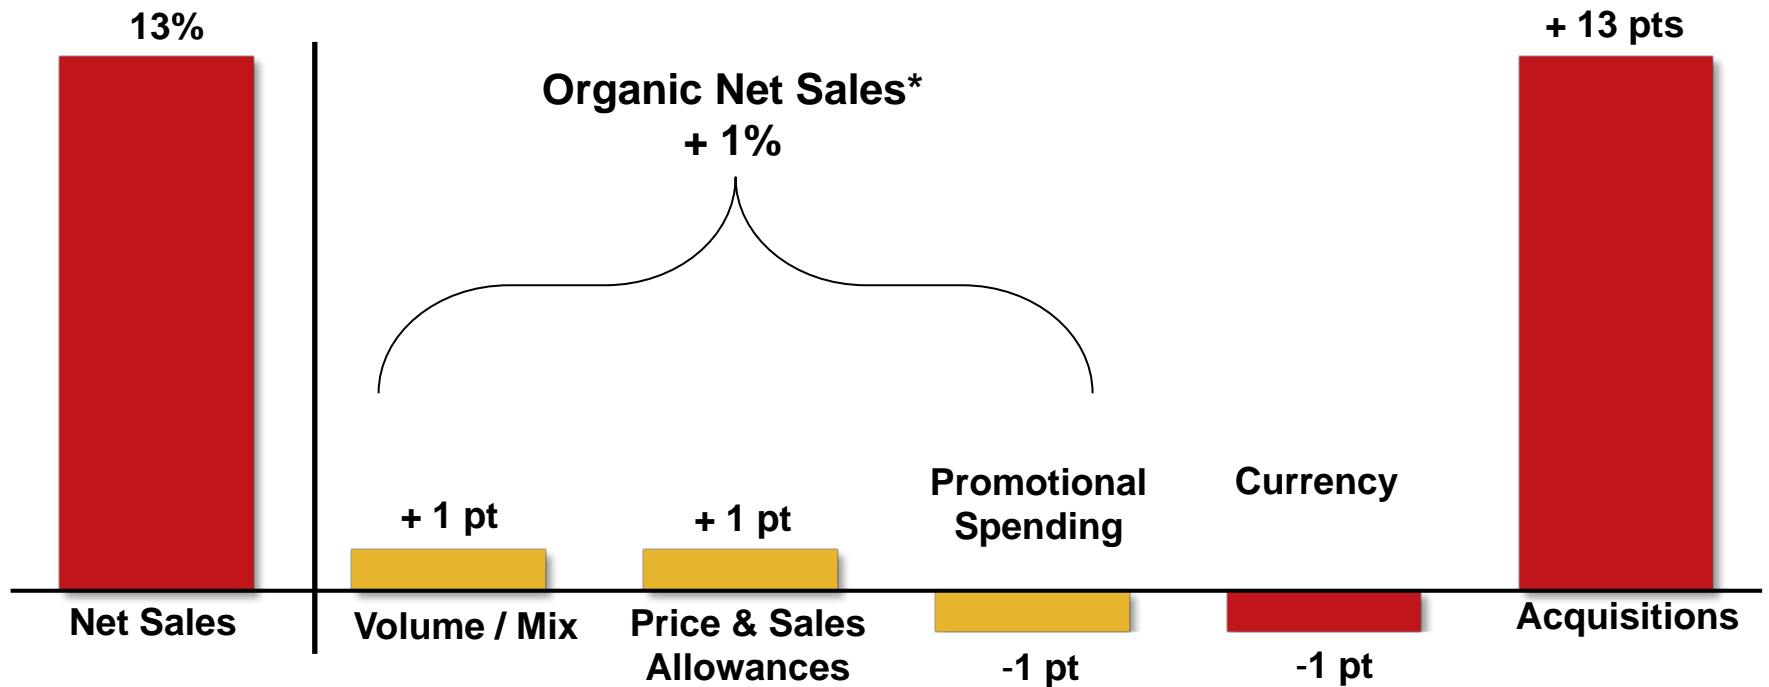 13%
+ 13 pts
Organic Net Sales*
+ 1%
Promotional
Spending
Currency
+ 1 pt
+ 1 pt
Net Sales
Volume / Mix
Price & Sales
Allowances
-1 pt
-1 pt
Acquisitions